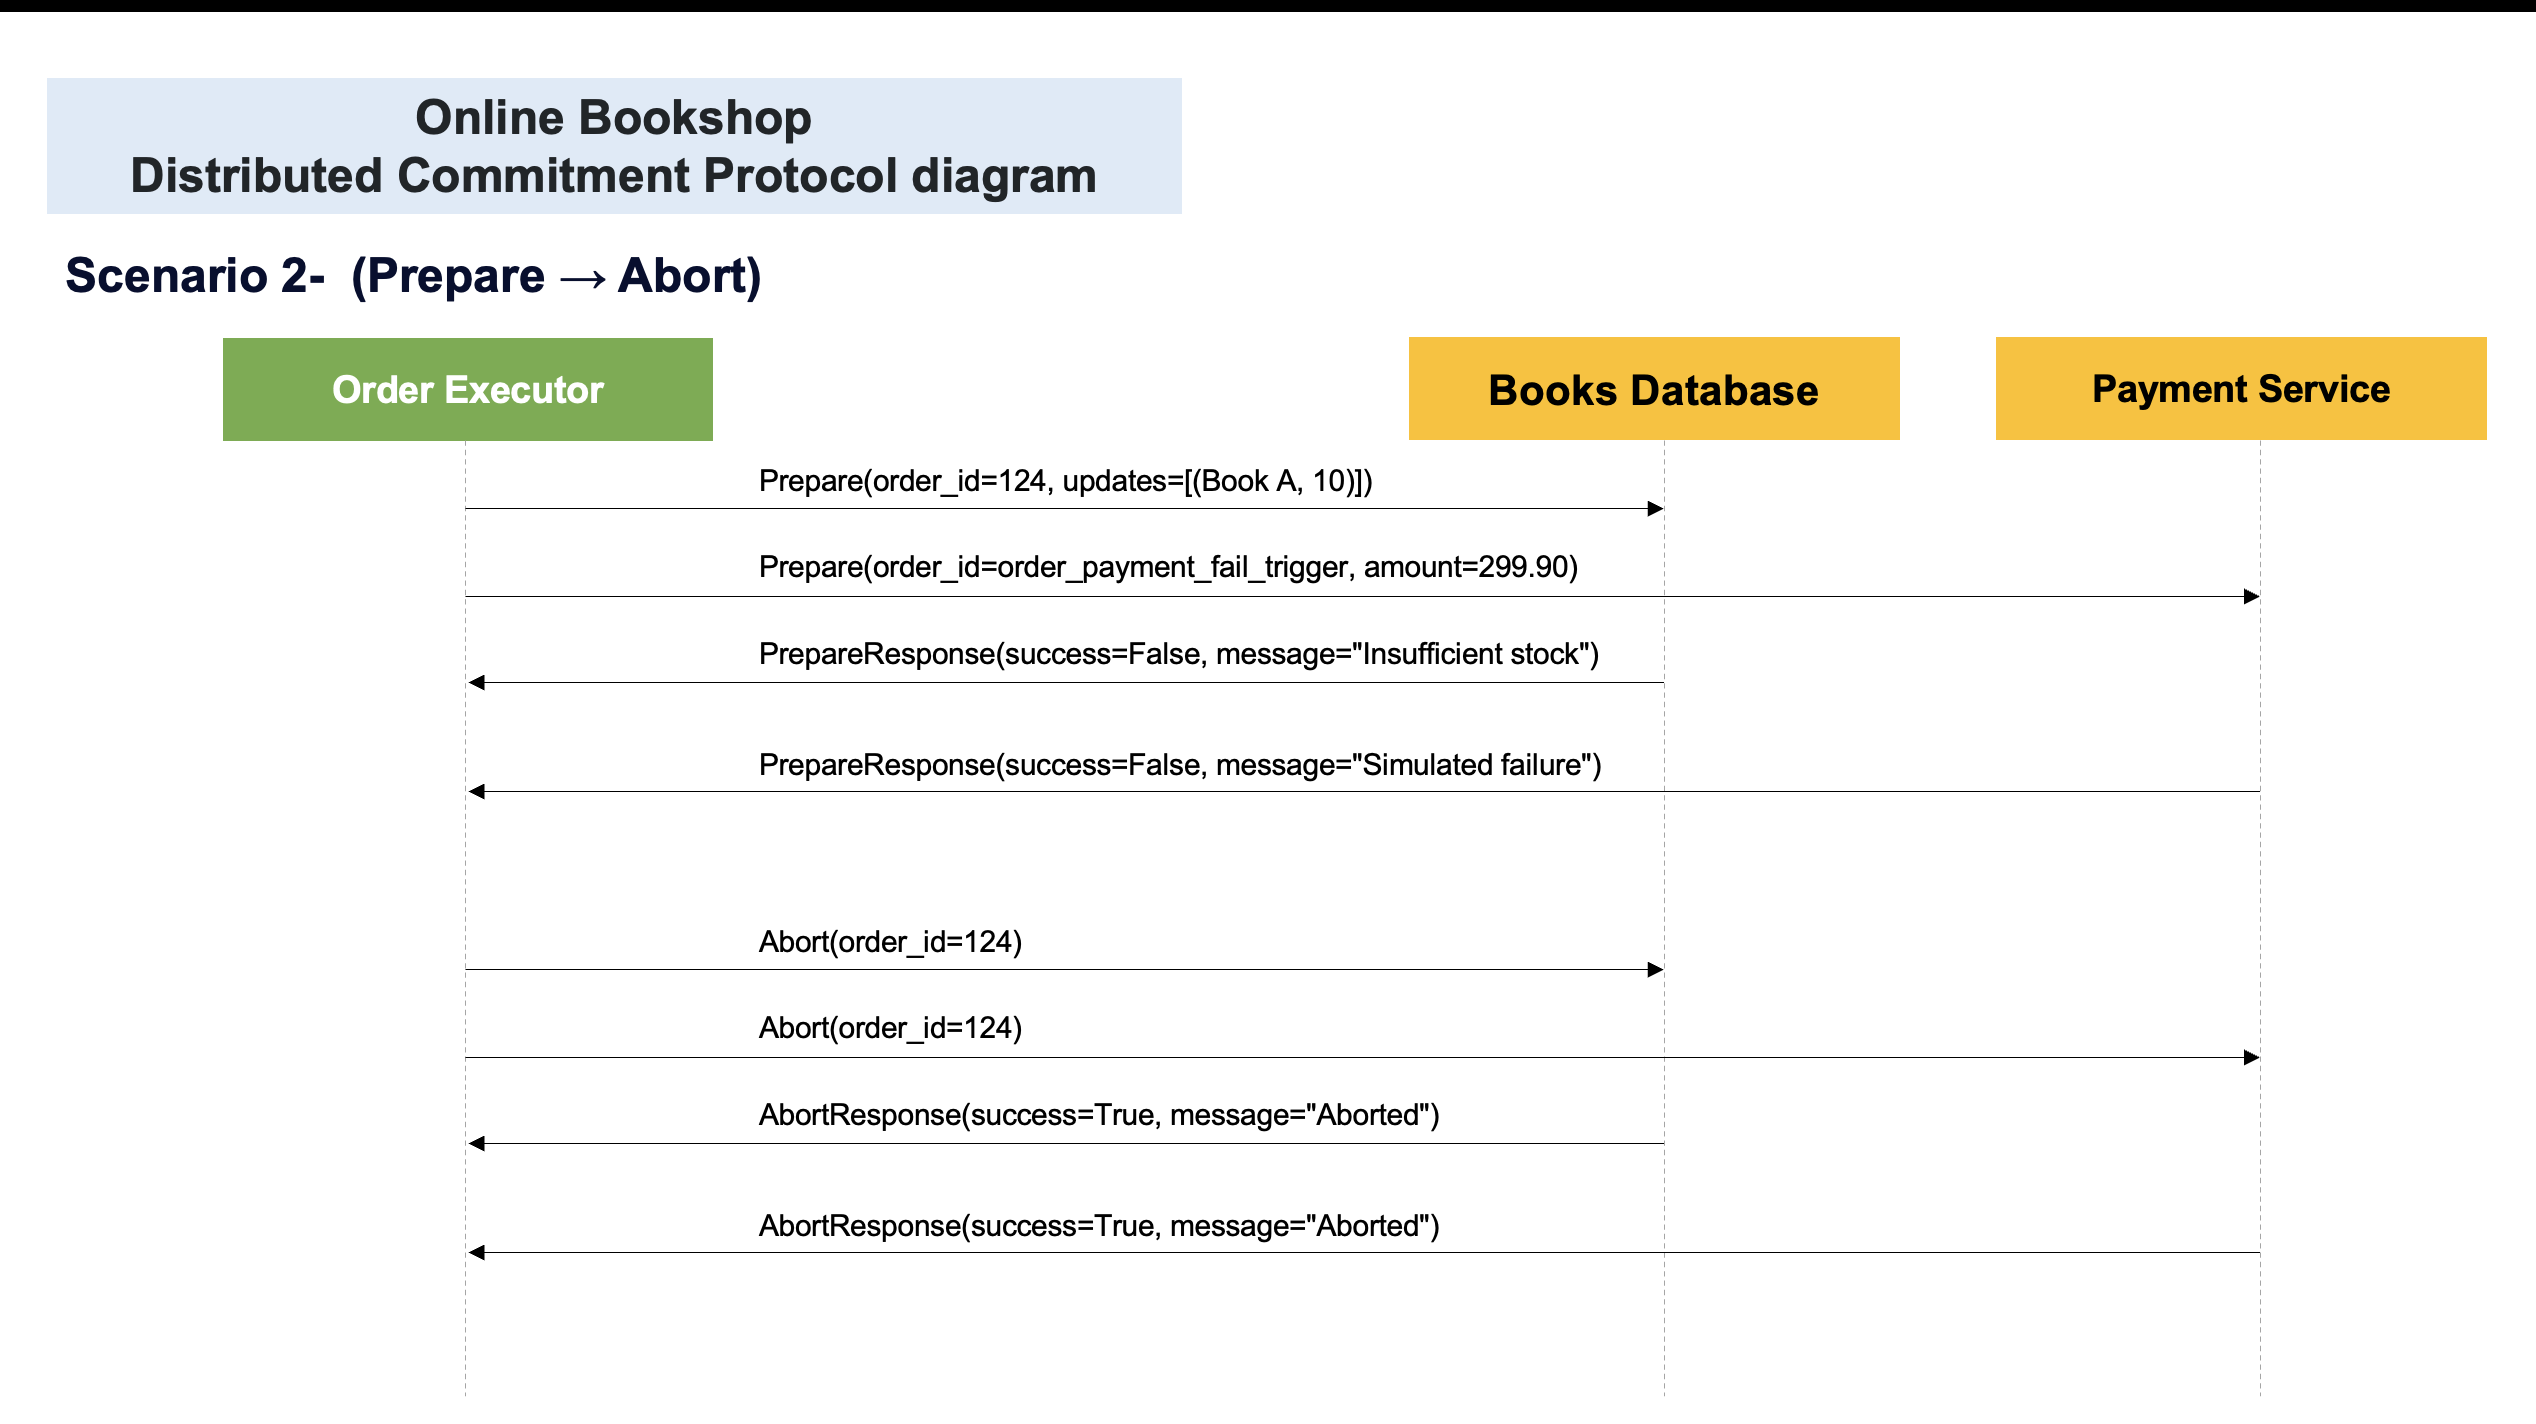 Online Bookshop
Distributed Commitment Protocol diagram
Scenario 2-  (Prepare → Abort)
Order Executor
Books Database
Payment Service
Prepare(order_id=124, updates=[(Book A, 10)])
Prepare(order_id=order_payment_fail_trigger, amount=299.90)
PrepareResponse(success=False, message="Insufficient stock")
PrepareResponse(success=False, message="Simulated failure")
Abort(order_id=124)
Abort(order_id=124)
AbortResponse(success=True, message="Aborted")
AbortResponse(success=True, message="Aborted")